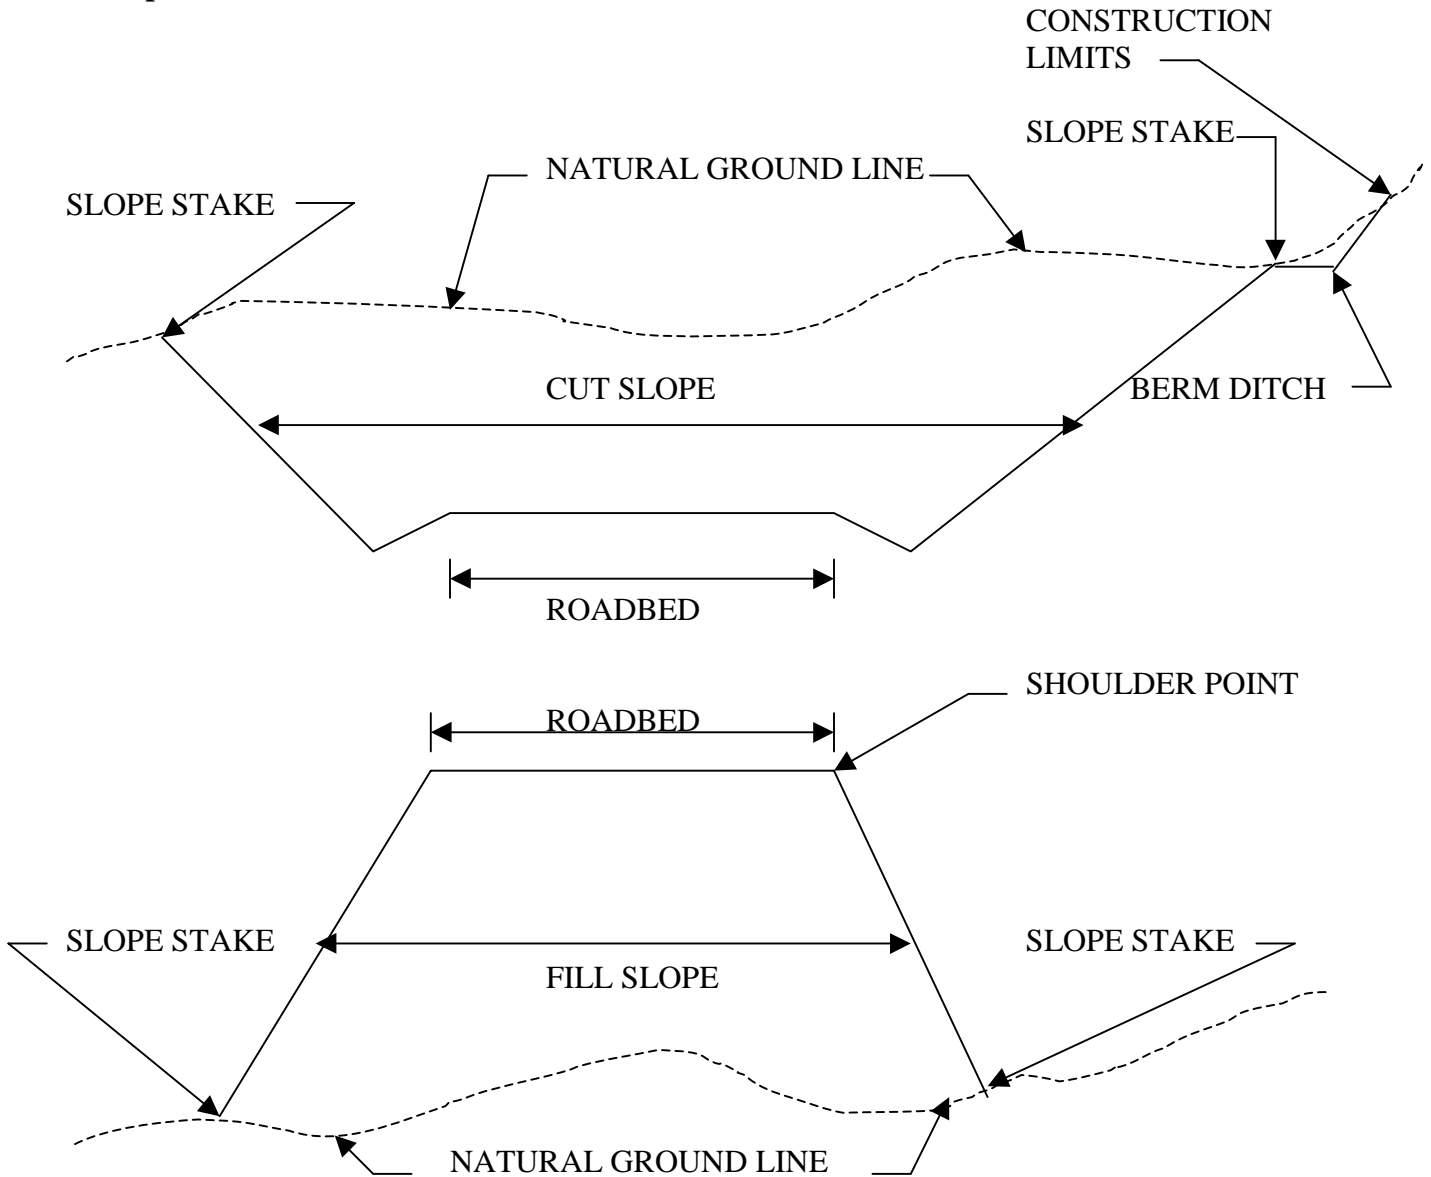 CONSTRUCTION
LIMITS
SLOPE STAKE
NATURAL GROUND LINE
SLOPE STAKE
CUT SLOPE
BERM DITCH
ROADBED
SHOULDER POINT
ROADBED
SLOPE STAKE
SLOPE STAKE
FILL SLOPE
NATURAL GROUND LINE